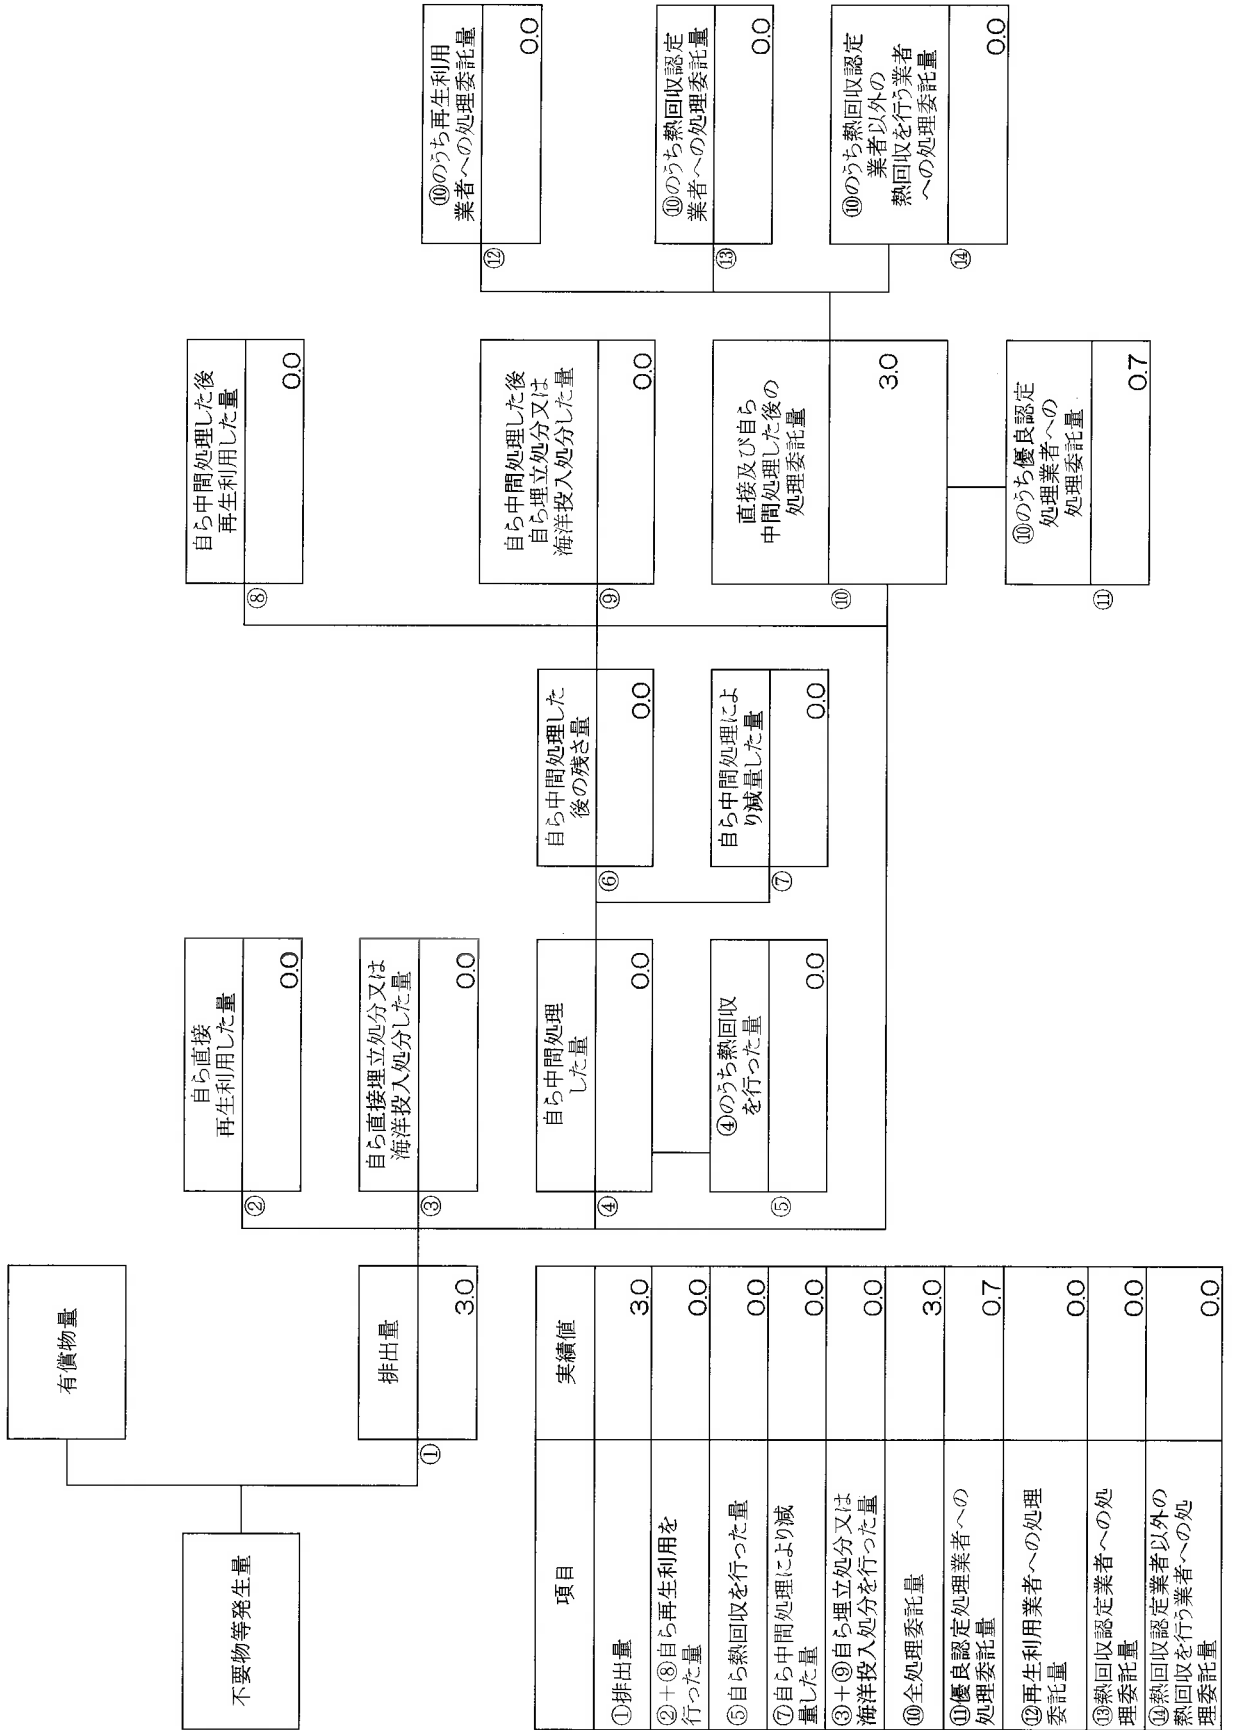 有償物量
不要物等発生量
排出量
①
3.0
自ら直接
再生利用した量
②
0.0
自ら直接埋立処分又は
海洋投入処分した量
③
0.0
自ら中間処理
した量
④
0.0
④のうち熱回収
を行った量
⑤
0.0
自ら中間処理した
後の残さ量
⑥
0.0
自ら中間処理によ
り減量した量
⑦
0.0
自ら中間処理した後
再生利用した量
⑧
0.0
自ら中間処理した後
自ら埋立処分又は
海洋投入処分した量
⑨
0.0
直接及び自ら
中間処理した後の
処理委託量
⑩
3.0
⑩のうち優良認定
処理業者への
処理委託量
⑪
0.7
⑩のうち再生利用
業者への処理委託量
⑫
0.0
⑩のうち熱回収認定
業者への処理委託量
⑬
0.0
⑩のうち熱回収認定
業者以外の
熱回収を行う業者
への処理委託量
⑭
0.0
項目 実績値
①排出量 3.0
②+⑧自ら再生利用を
行った量 0.0
⑤自ら熱回収を行った量 0.0
⑦自ら中間処理により減
量した量 0.0
③+⑨自ら埋立処分又は
海洋投入処分を行った量 0.0
⑩全処理委託量 3.0
⑪優良認定処理業者への
処理委託量 0.7
⑫再生利用業者への処理
委託量 0.0
⑬熱回収認定業者への処
理委託量 0.0
⑭熱回収認定業者以外の
熱回収を行う業者への処
理委託量 0.0